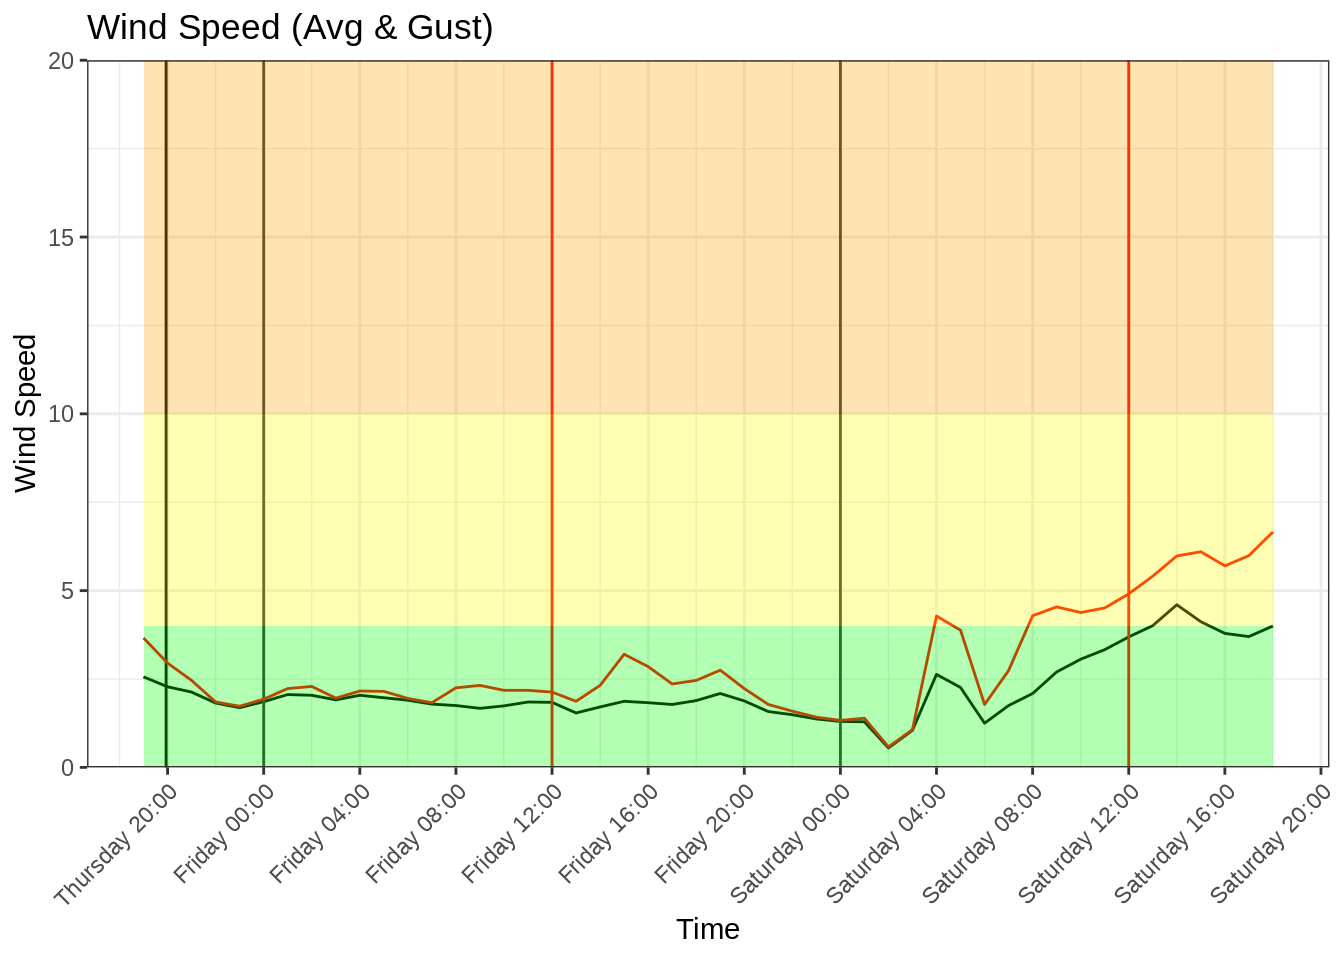 Wind Speed (Avg & Gust)
Wind Speed
20
15
10
5
0
Thursday 20:00
Friday 00:00
Friday 04:00
Friday 08:00
Friday 12:00
Friday 16:00
Friday 20:00
Saturday 00:00
Saturday 04:00
Saturday 08:00
Saturday 12:00
Saturday 16:00
Saturday 20:00
Time